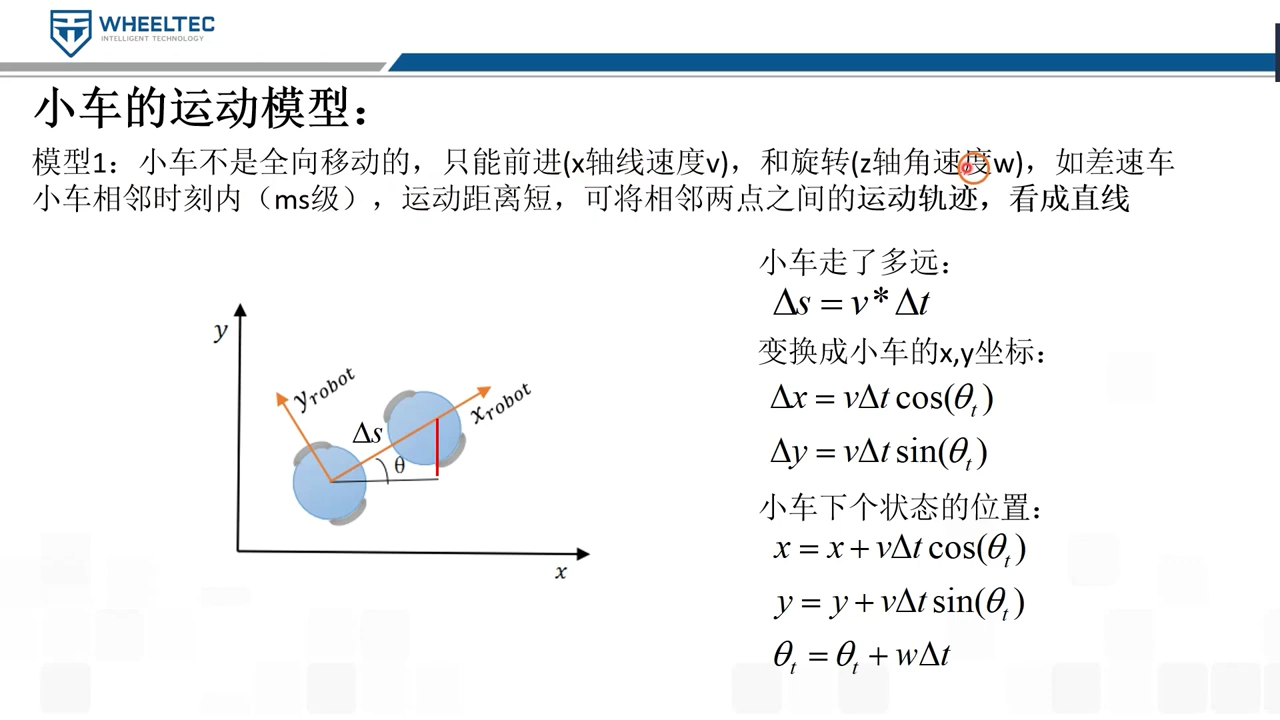 WHEELTEC
INTELLIGENT TECHNOLOGY
小车的运动模型：
模型1：小车不是全向移动的，只能前进(x轴线速度v)，和旋转(z轴角速度w)，如差速车
小车相邻时刻内（ms级），运动距离短，可将相邻两点之间的运动轨迹，看成直线
小车走了多远：
Δs = v * Δt
变换成小车的x,y坐标：
Δx = vΔt cos(θ_t)
Δy = vΔt sin(θ_t)
小车下个状态的位置：
x = x + vΔt cos(θ_t)
y = y + vΔt sin(θ_t)
θ_t = θ_t + wΔt
y
y_robot
x_robot
Δs
θ
x